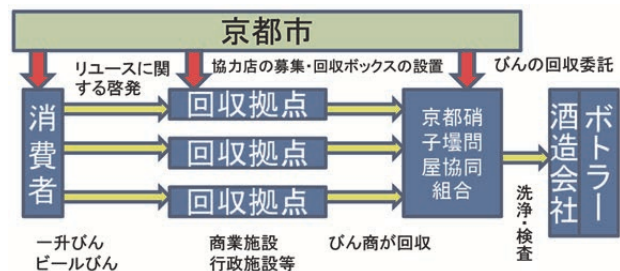 京都市
リユースに関
する啓発
協力店の募集・回収ボックスの設置
びんの回収委託
消費者
回収拠点
回収拠点
回収拠点
京都硝
子壜問
屋協同
組合
洗浄・検査
酒造会社
ボトラー
一升びん
ビールびん
商業施設
行政施設等
びん商が回収